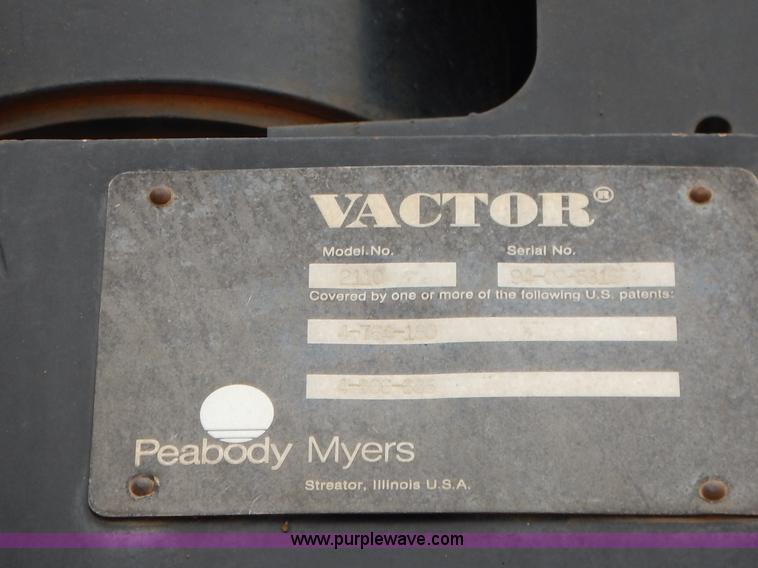 VACTOR®
Model No. Serial No.
2110
Covered by one or more of the following U.S. patents:
Peabody Myers
Streator, Illinois U.S.A.
www.purplewave.com